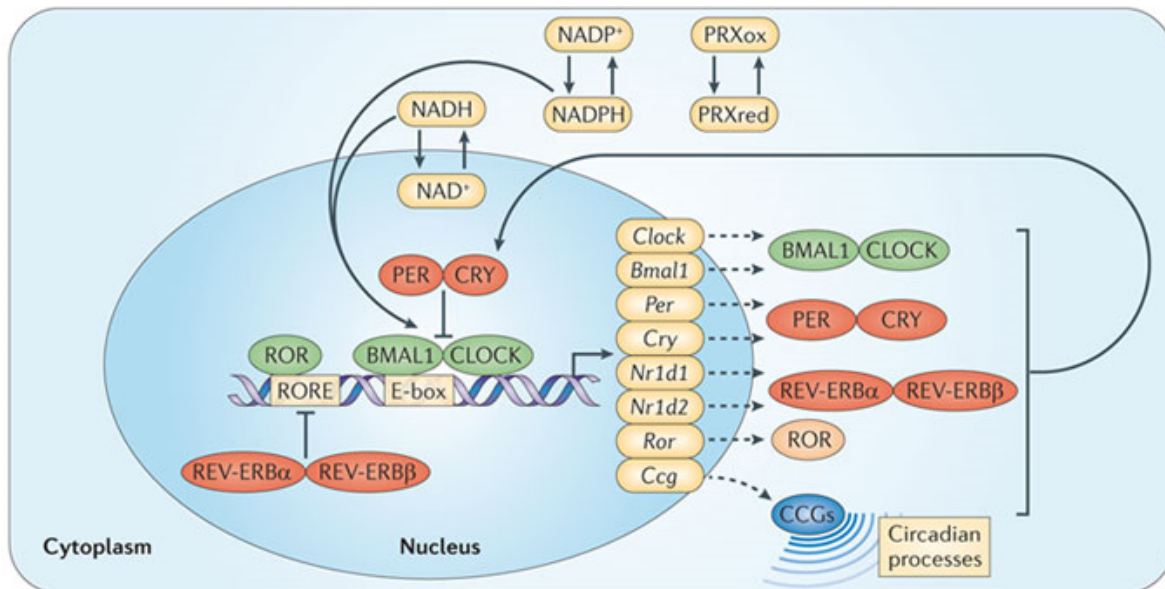 NADP⁺
PRXox
NADPH
PRXred
NADH
NAD⁺
Clock
Bmal1
Per
Cry
Nr1d1
Nr1d2
Ror
Ccg
BMAL1 CLOCK
PER CRY
REV-ERBα REV-ERBβ
ROR
CCGs
Circadian
processes
PER CRY
ROR
BMAL1 CLOCK
RORE
E-box
REV-ERBα REV-ERBβ
Cytoplasm
Nucleus